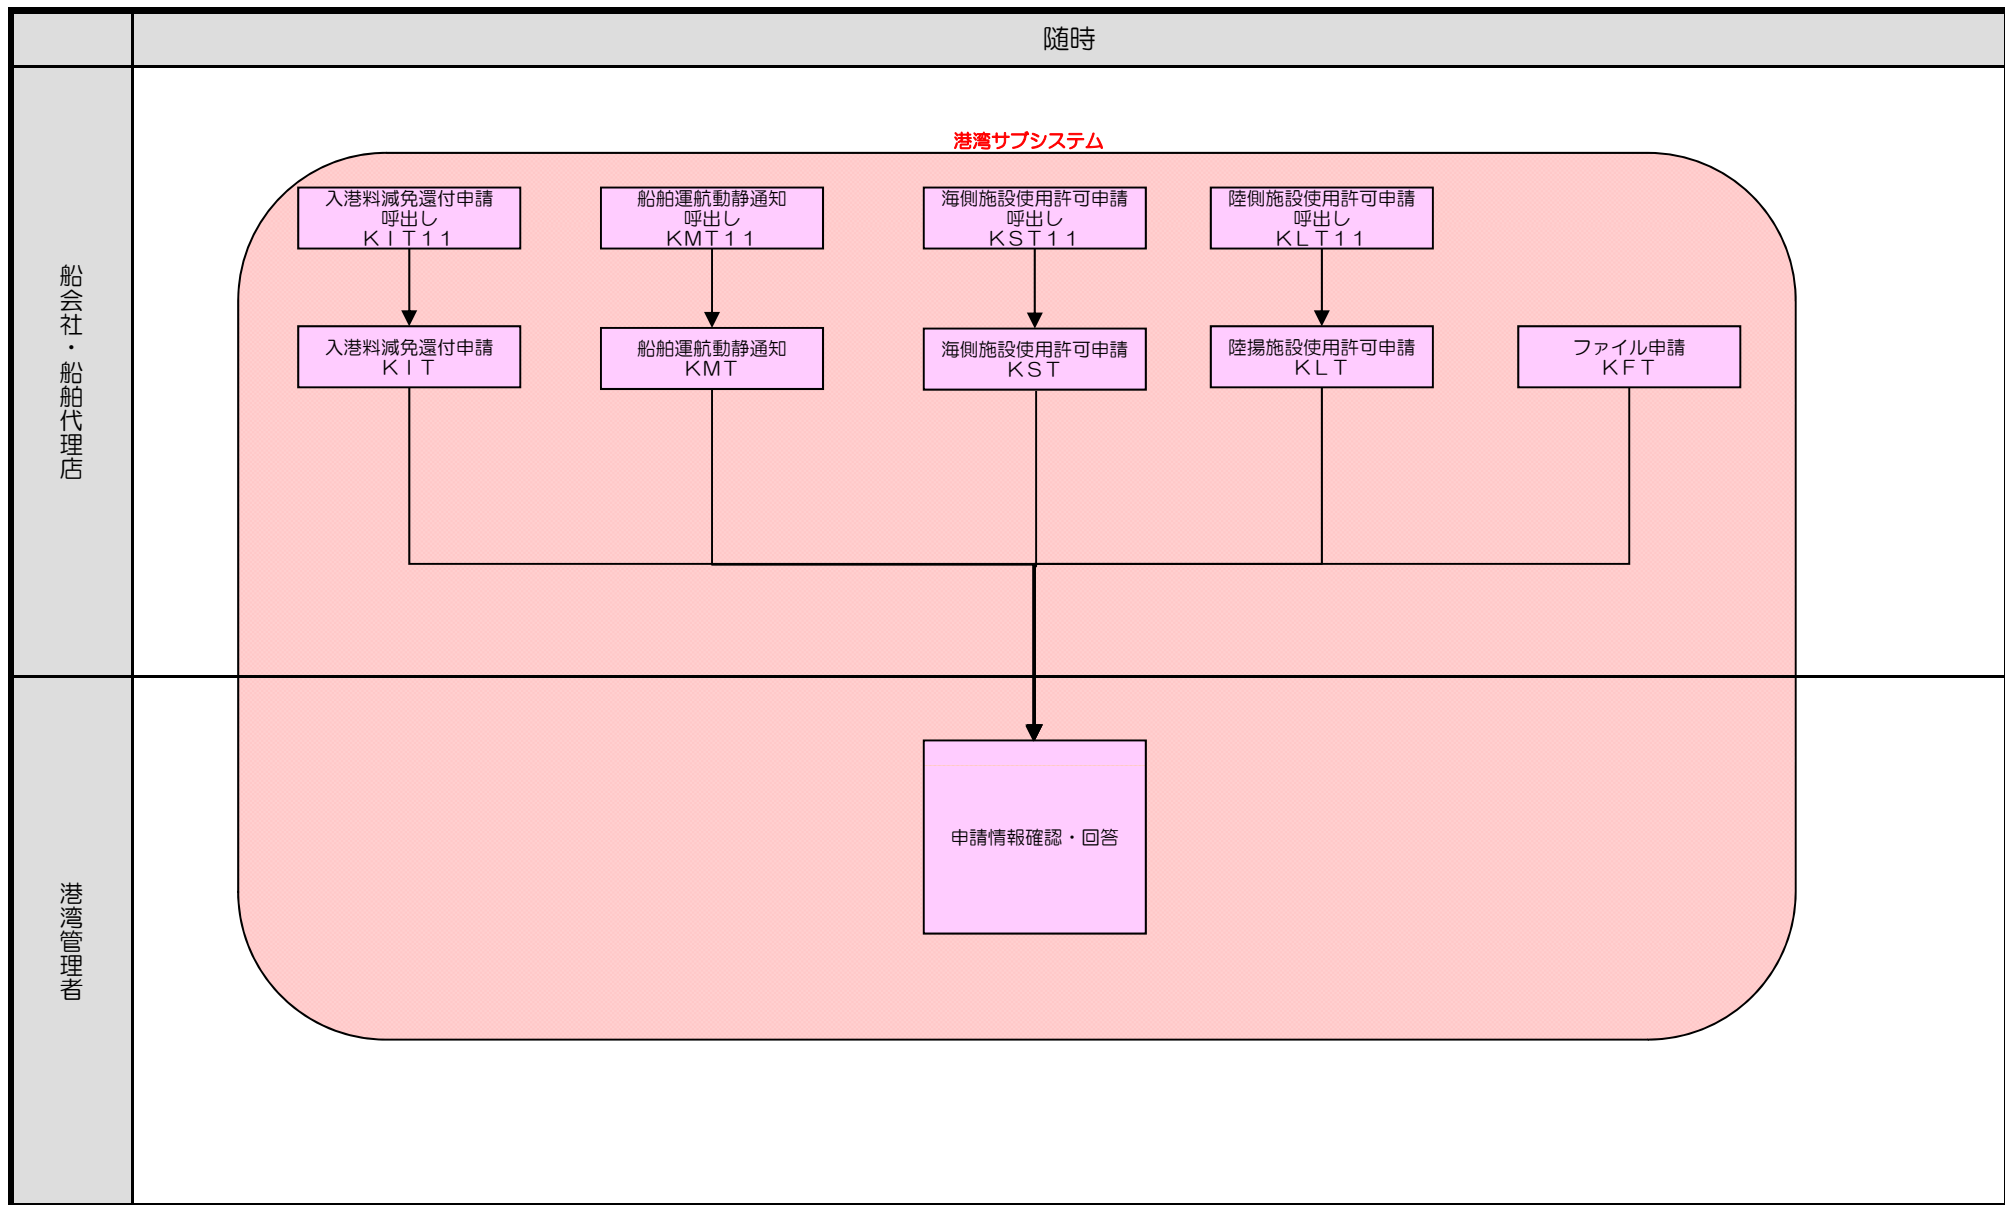 随時
船会社・船舶代理店
港湾サブシステム
入港料減免還付申請
呼出し
ＫＩＴ１１
船舶運航動静通知
呼出し
ＫＭＴ１１
海側施設使用許可申請
呼出し
ＫＳＴ１１
陸側施設使用許可申請
呼出し
ＫＬＴ１１
入港料減免還付申請
ＫＩＴ
船舶運航動静通知
ＫＭＴ
海側施設使用許可申請
ＫＳＴ
陸揚施設使用許可申請
ＫＬＴ
ファイル申請
ＫＦＴ
港湾管理者
申請情報確認・回答